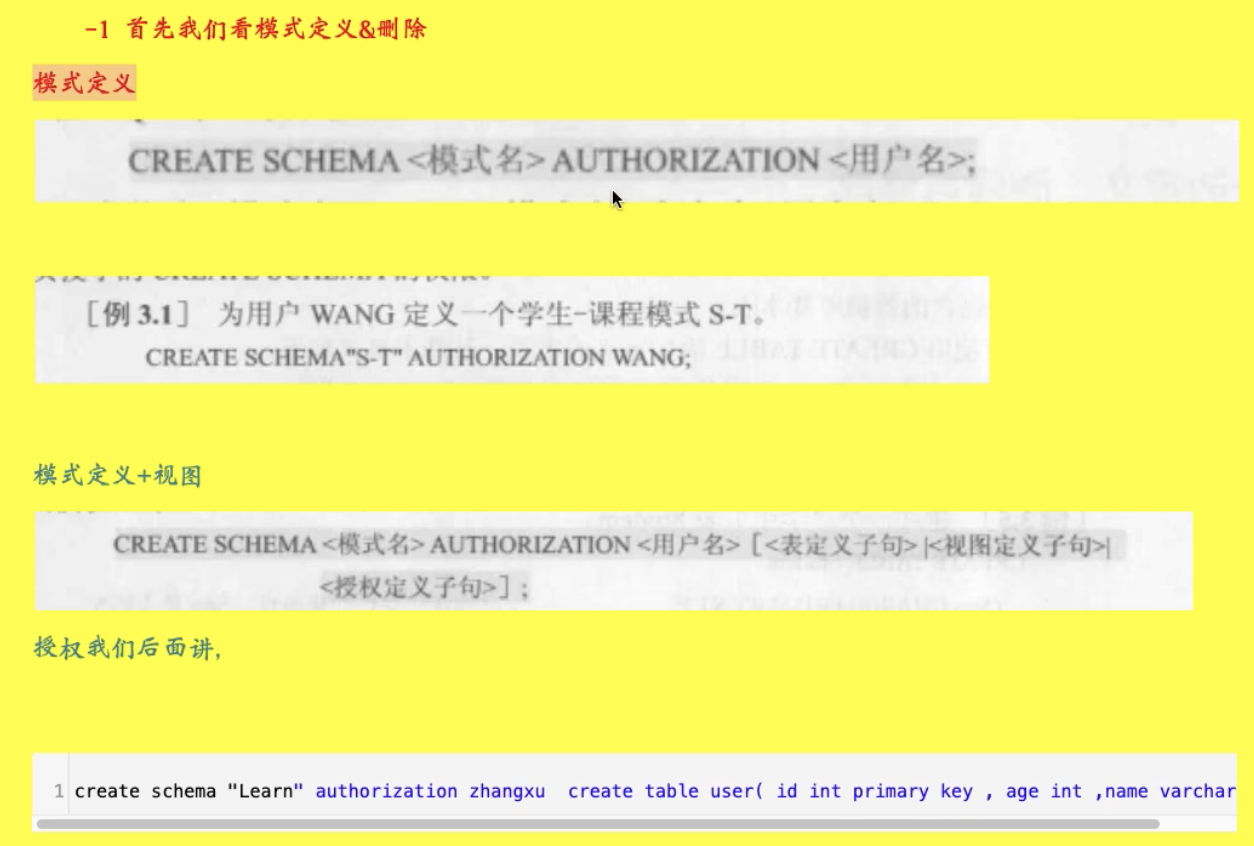 -1 首先我们看模式定义&删除
模式定义
CREATE SCHEMA <模式名> AUTHORIZATION <用户名>;
[例 3.1] 为用户 WANG 定义一个学生-课程模式 S-T。
CREATE SCHEMA"S-T" AUTHORIZATION WANG;
模式定义+视图
CREATE SCHEMA <模式名> AUTHORIZATION <用户名> [<表定义子句>|<视图定义子句>|
<授权定义子句>];
授权我们后面讲,
1 create schema "Learn" authorization zhangxu  create table user( id int primary key , age int ,name varchar